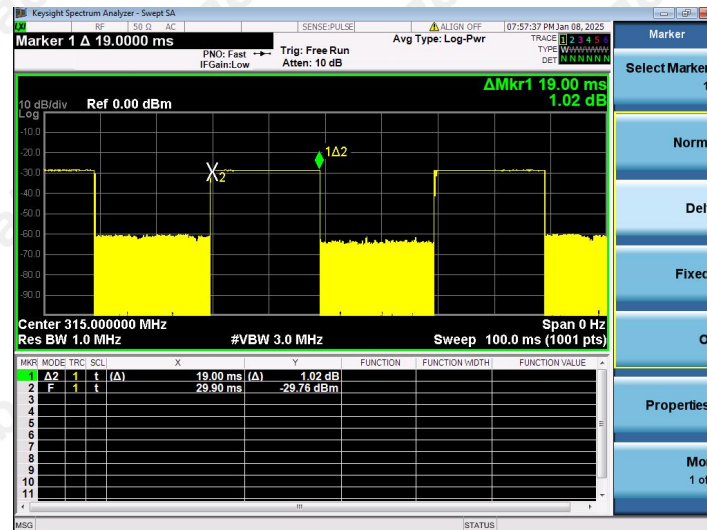 Keysight Spectrum Analyzer - Swept SA
LXI RF 50 Ω AC SENSE:PULSE ALIGN OFF 07:57:37 PM Jan 08, 2025
Marker 1 Δ 19.0000 ms
PNO: Fast
IFGain:Low
Trig: Free Run
Atten: 10 dB
Avg Type: Log-Pwr
TRACE 1 2 3 4 5 6
TYPE W
DET N N N N N N
ΔMkr1 19.00 ms
1.02 dB
10 dB/div Ref 0.00 dBm
Log
-10.0
-20.0
-30.0
-40.0
-50.0
-60.0
-70.0
-80.0
-90.0
1Δ2
2
Center 315.000000 MHz Span 0 Hz
Res BW 1.0 MHz #VBW 3.0 MHz Sweep 100.0 ms (1001 pts)
MKR MODE TRC SCL X Y FUNCTION FUNCTION WIDTH FUNCTION VALUE
1 Δ2 1 t (Δ) 19.00 ms (Δ) 1.02 dB
2 F 1 t 29.90 ms -29.76 dBm
3
4
5
6
7
8
9
10
11
MSG STATUS
Marker
Select Marker
1
Norm
Del
Fixed
O
Properties
Mo
1 of